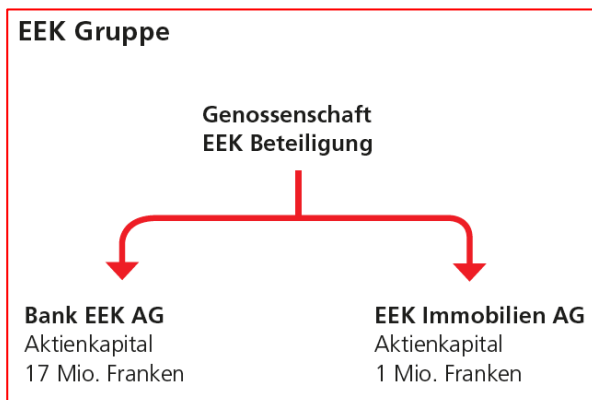 EEK Gruppe
Genossenschaft
EEK Beteiligung
Bank EEK AG
Aktienkapital
17 Mio. Franken
EEK Immobilien AG
Aktienkapital
1 Mio. Franken